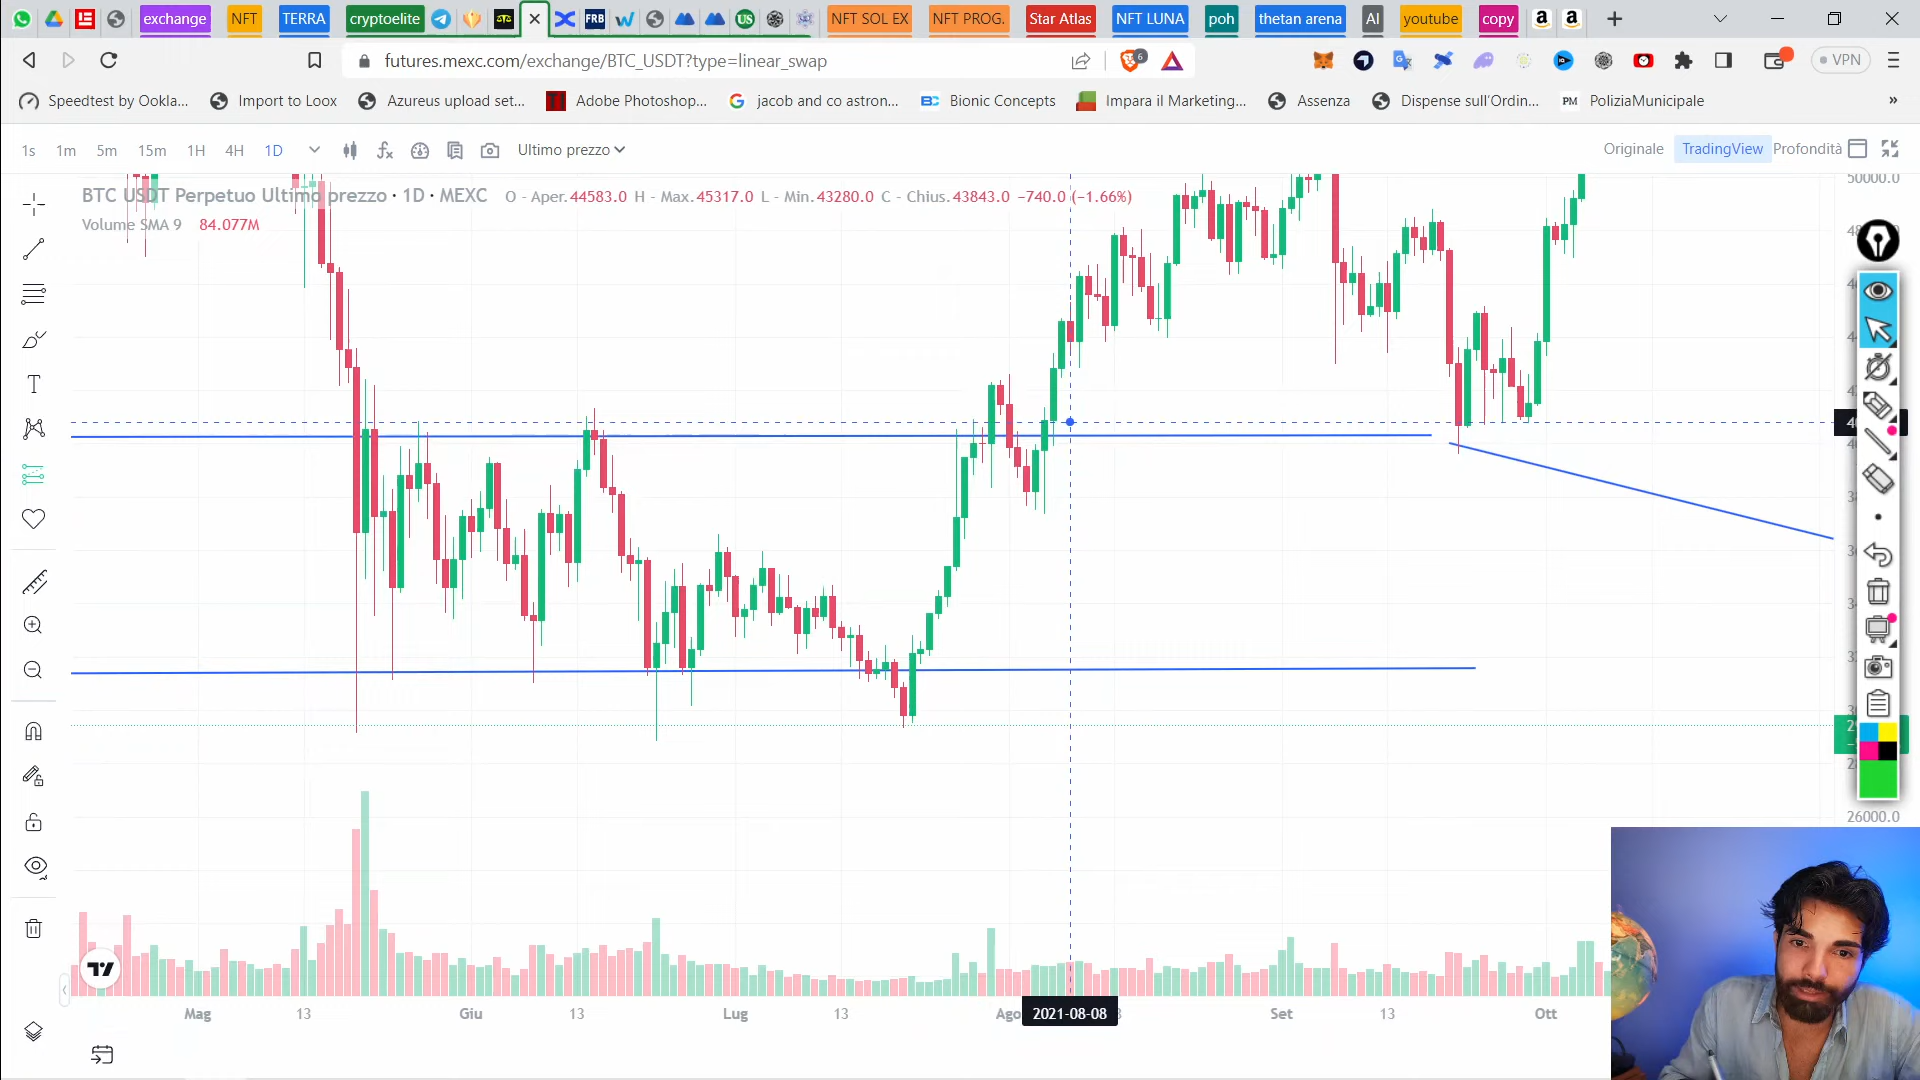 exchange NFT TERRA cryptoelite FRB US NFT SOL EX NFT PROG. Star Atlas NFT LUNA poh thetan arena AI youtube copy
futures.mexc.com/exchange/BTC_USDT?type=linear_swap 6 VPN
Speedtest by Ookla... Import to Loox Azureus upload set... Adobe Photoshop... jacob and co astron... BC Bionic Concepts Impara il Marketing... Assenza Dispense sull'Ordin... PM PoliziaMunicipale »
1s 1m 5m 15m 1H 4H 1D Ultimo prezzo Originale TradingView Profondità
BTC USDT Perpetuo Ultimo prezzo · 1D · MEXC O - Aper.44583.0 H - Max.45317.0 L - Min.43280.0 C - Chius.43843.0 −740.0 (−1.66%)
Volume SMA 9 84.077M
50000.0
26000.0
Mag 13 Giu 13 Lug 13 Ago 2021-08-08 Set 13 Ott